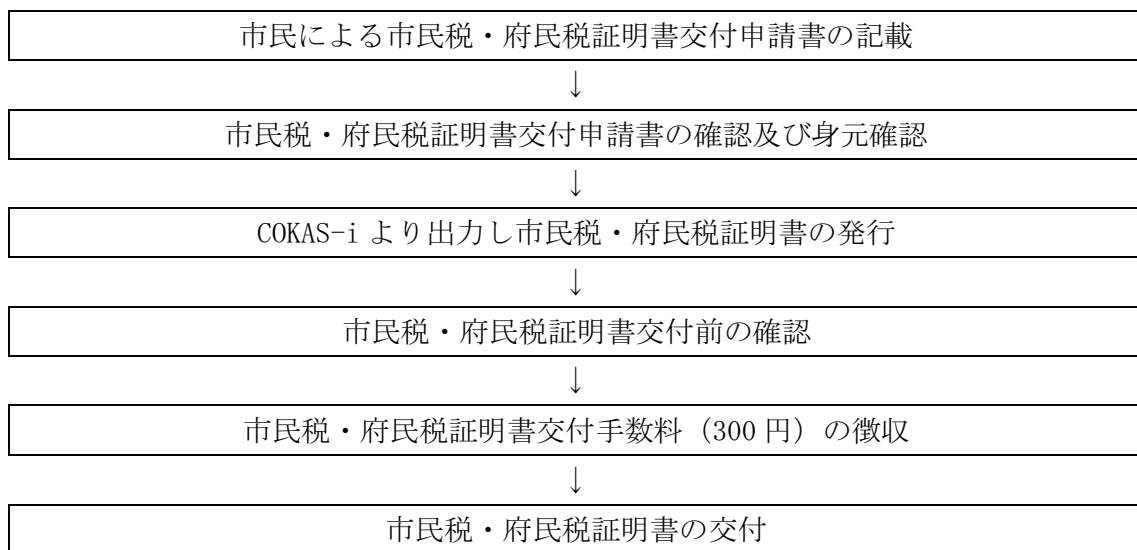 市民による市民税・府民税証明書交付申請書の記載
↓
市民税・府民税証明書交付申請書の確認及び身元確認
↓
COKAS-i より出力し市民税・府民税証明書の発行
↓
市民税・府民税証明書交付前の確認
↓
市民税・府民税証明書交付手数料（300 円）の徴収
↓
市民税・府民税証明書の交付